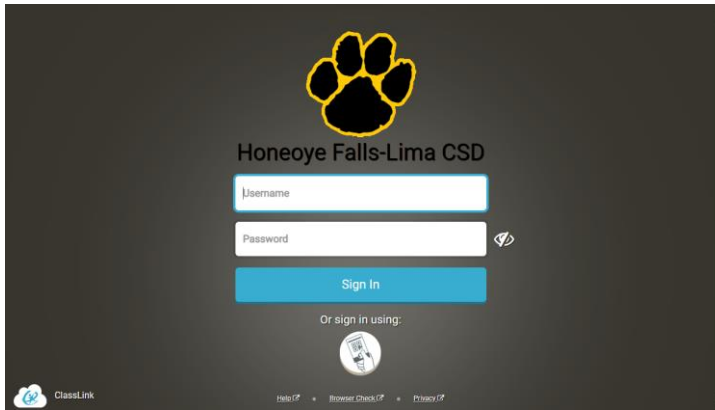 Honeoye Falls-Lima CSD
Username
Password
Sign In
Or sign in using:
ClassLink
Help
Browser Check
Privacy